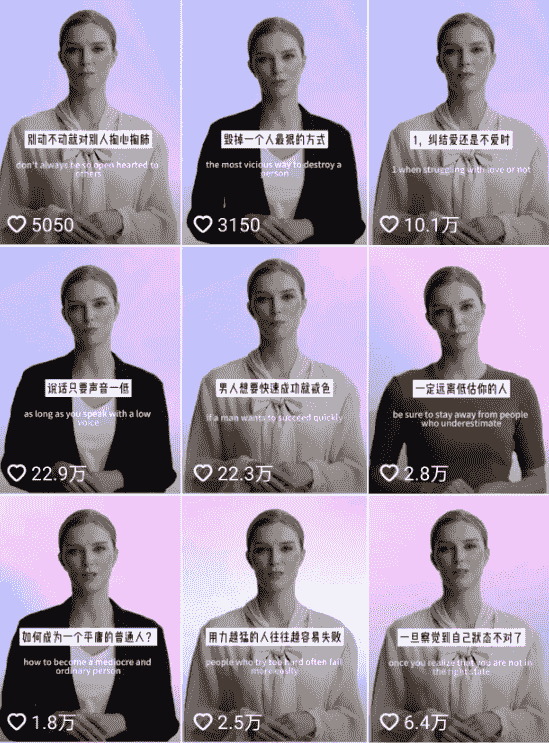 别动不动就对别人掏心掏肺
don't always be so open hearted to
others
5050
毁掉一个人最狠的方式
the most vicious way to destroy a
person
3150
1，纠结爱还是不爱时
1 when struggling with love or not
10.1万
说话只要声音一低
as long as you speak with a low
voice
22.9万
男人想要快速成功就戒色
if a man wants to succeed quickly
22.3万
一定远离低估你的人
be sure to stay away from people
who underestimate
2.8万
如何成为一个平庸的普通人？
how to become a mediocre and
ordinary person
1.8万
用力越猛的人往往越容易失败
people who try too hard often fail
more easily
2.5万
一旦察觉到自己状态不对了
once you realize that you are not in
the right state
6.4万